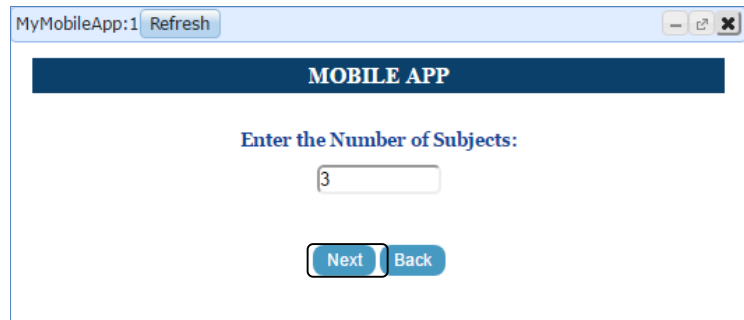 MyMobileApp:1 Refresh
MOBILE APP
Enter the Number of Subjects:
3
Next Back